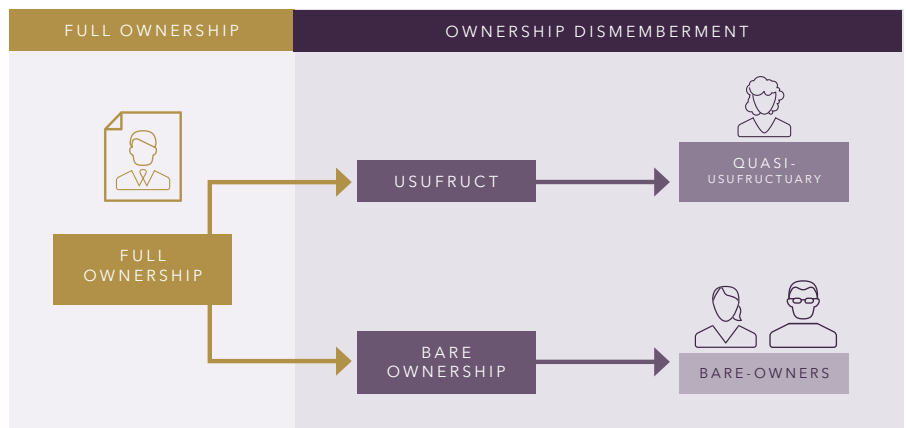 FULL OWNERSHIP
OWNERSHIP DISMEMBERMENT
USUFRUCT
QUASI-
USUFRUCTUARY
FULL
OWNERSHIP
BARE
OWNERSHIP
BARE-OWNERS